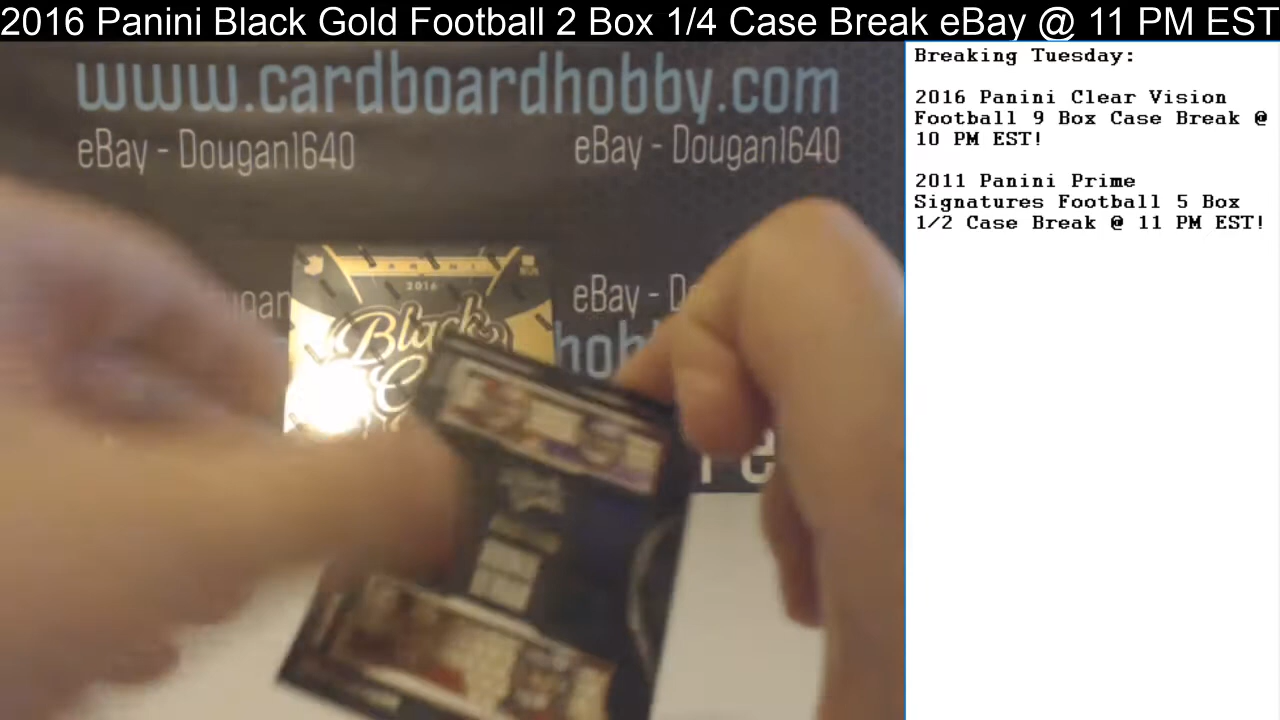 2016 Panini Black Gold Football 2 Box 1/4 Case Break eBay @ 11 PM EST
www.cardboardhobby.com
eBay - Dougan1640
eBay - Dougan1640
Breaking Tuesday:
2016 Panini Clear Vision
Football 9 Box Case Break @
10 PM EST!
2011 Panini Prime
Signatures Football 5 Box
1/2 Case Break @ 11 PM EST!
eBay -
PANINI
2016
Black